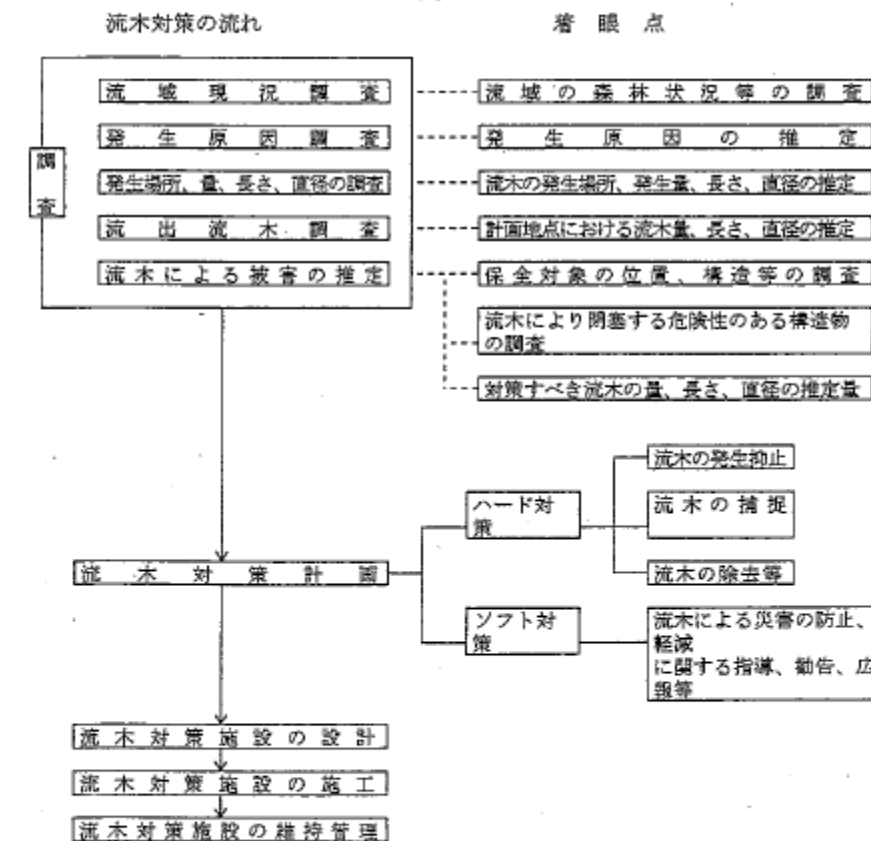 流木対策の流れ 着眼点
調査
流域現況調査 流域の森林状況等の調査
発生原因調査 発生原因の推定
発生場所、量、長さ、直径の調査 流木の発生場所、発生量、長さ、直径の推定
流出流木調査 計画地点における流木量、長さ、直径の推定
流木による被害の推定 保全対象の位置、構造等の調査
流木により閉塞する危険性のある構造物
の調査
対策すべき流木の量、長さ、直径の推定量
流木対策計画
ハード対
策
流木の発生抑止
流木の捕捉
流木の除去等
ソフト対
策
流木による災害の防止、
軽減
に関する指導、勧告、広
報等
流木対策施設の設計
流木対策施設の施工
流木対策施設の維持管理